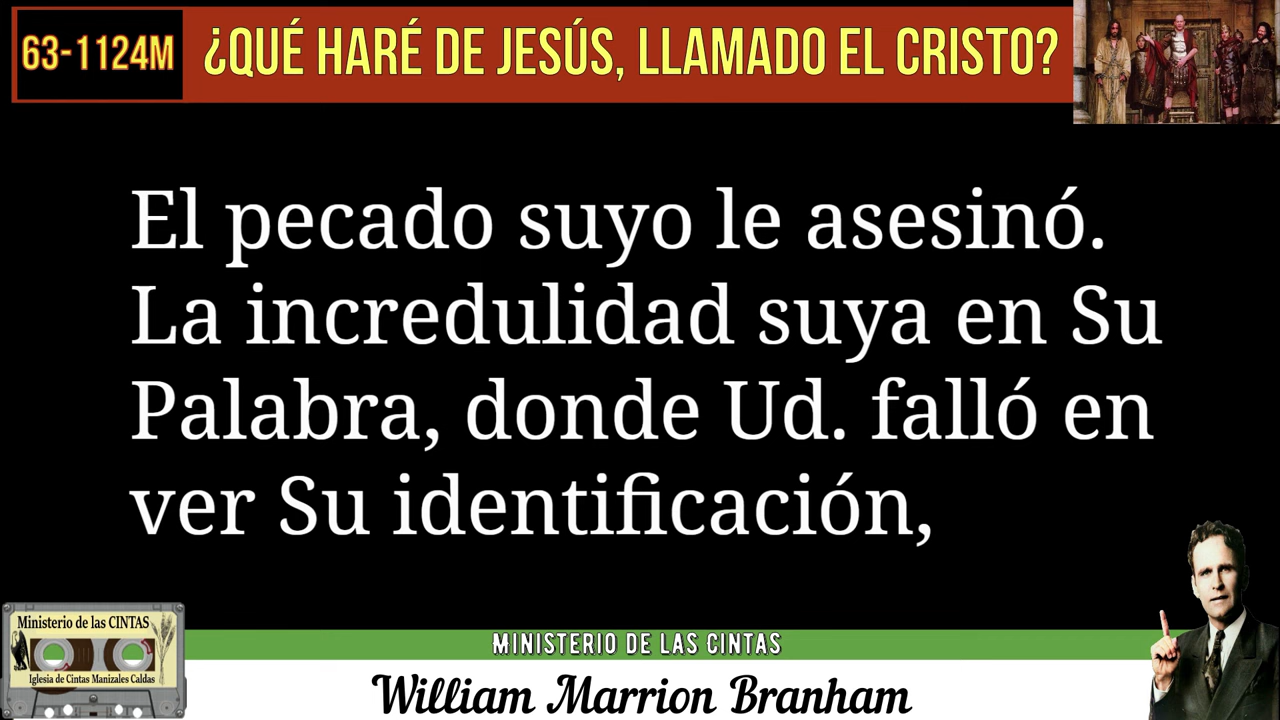 63-1124M
¿QUÉ HARÉ DE JESÚS, LLAMADO EL CRISTO?
El pecado suyo le asesinó.
La incredulidad suya en Su
Palabra, donde Ud. falló en
ver Su identificación,
Ministerio de las CINTAS
Iglesia de Cintas Manizales Caldas
MINISTERIO DE LAS CINTAS
William Marrion Branham